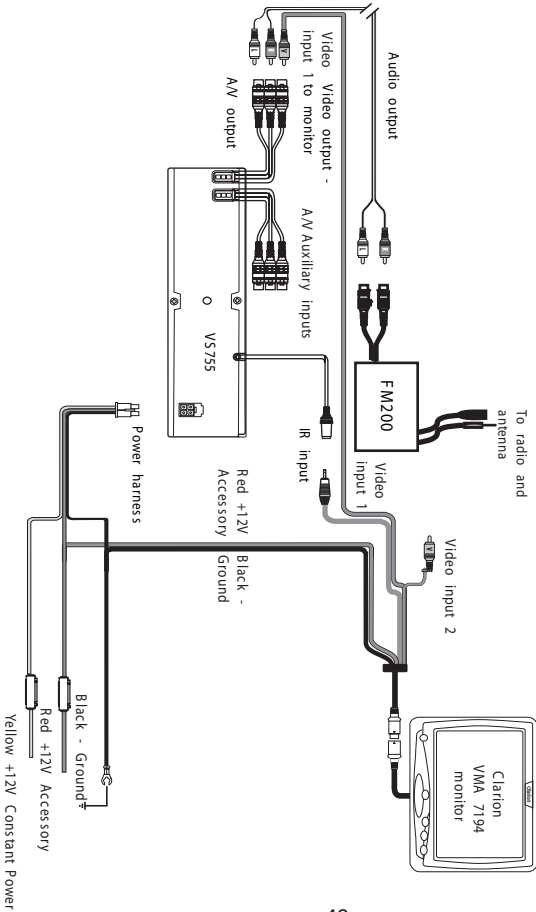 To radio and
antenna
clarion
Clarion
VMA 7194
monitor
Video input 2
V
FM200
Video
input 1
Audio output
L
R
IR input
Video Video output -
input 1 to monitor
A/V Auxiliary inputs
A/V output
V
R
L
VS755
Red +12V
Accessory
Black -
Ground
Power harness
Black - Ground
Red +12V Accessory
Yellow +12V Constant Power